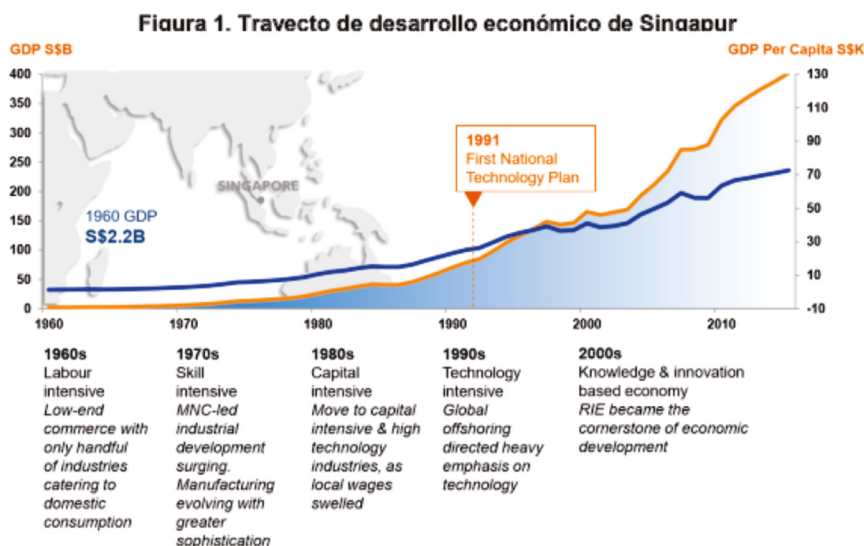 Figura 1. Trayecto de desarrollo económico de Singapur
GDP S$B
GDP Per Capita S$K
400
350
300
250
200
150
100
50
0
130
110
90
70
50
30
10
-10
SINGAPORE
1960 GDP
S$2.2B
1991
First National
Technology Plan
1960
1970
1980
1990
2000
2010
1960s
Labour
intensive
Low-end
commerce with
only handful
of industries
catering to
domestic
consumption
1970s
Skill
intensive
MNC-led
industrial
development
surging.
Manufacturing
evolving with
greater
sophistication
1980s
Capital
intensive
Move to capital
intensive & high
technology
industries, as
local wages
swelled
1990s
Technology
intensive
Global
offshoring
directed heavy
emphasis on
technology
2000s
Knowledge & innovation
based economy
RIE became the
cornerstone of economic
development